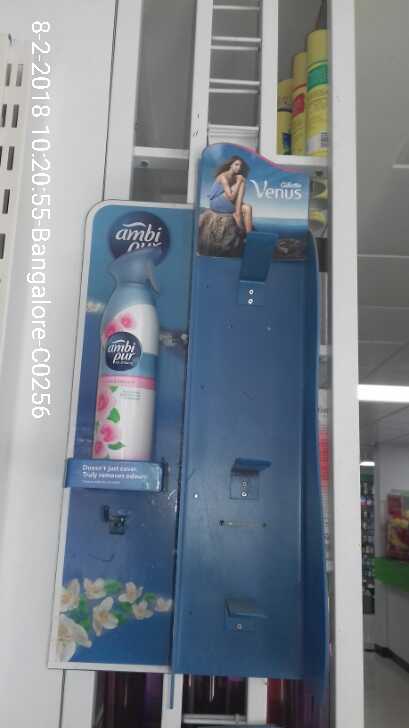 8-2-2018 10:20:55-Bangalore-C0256
Gillette
Venus
ambi
pur
ambi
pur
Doesn't just cover.
Truly removes odours.